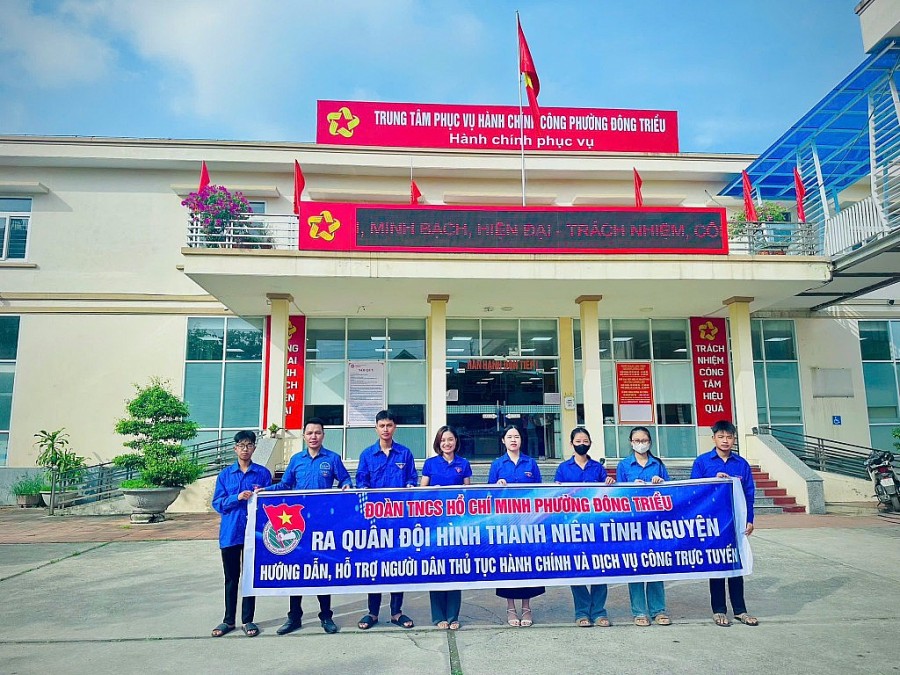 TRUNG TÂM PHỤC VỤ HÀNH CHÍNH CÔNG PHƯỜNG ĐÔNG TRIỀU
Hành chính phục vụ
, MINH BẠCH, HIỆN ĐẠI - TRÁCH NHIỆM, CÔ
TRÁCH
NHIỆM
CÔNG
TÂM
HIỆU
QUẢ
ĐOÀN TNCS HỒ CHÍ MINH PHƯỜNG ĐÔNG TRIỀU
RA QUÂN ĐỘI HÌNH THANH NIÊN TÌNH NGUYỆN
HƯỚNG DẪN, HỖ TRỢ NGƯỜI DÂN THỦ TỤC HÀNH CHÍNH VÀ DỊCH VỤ CÔNG TRỰC TUYẾN